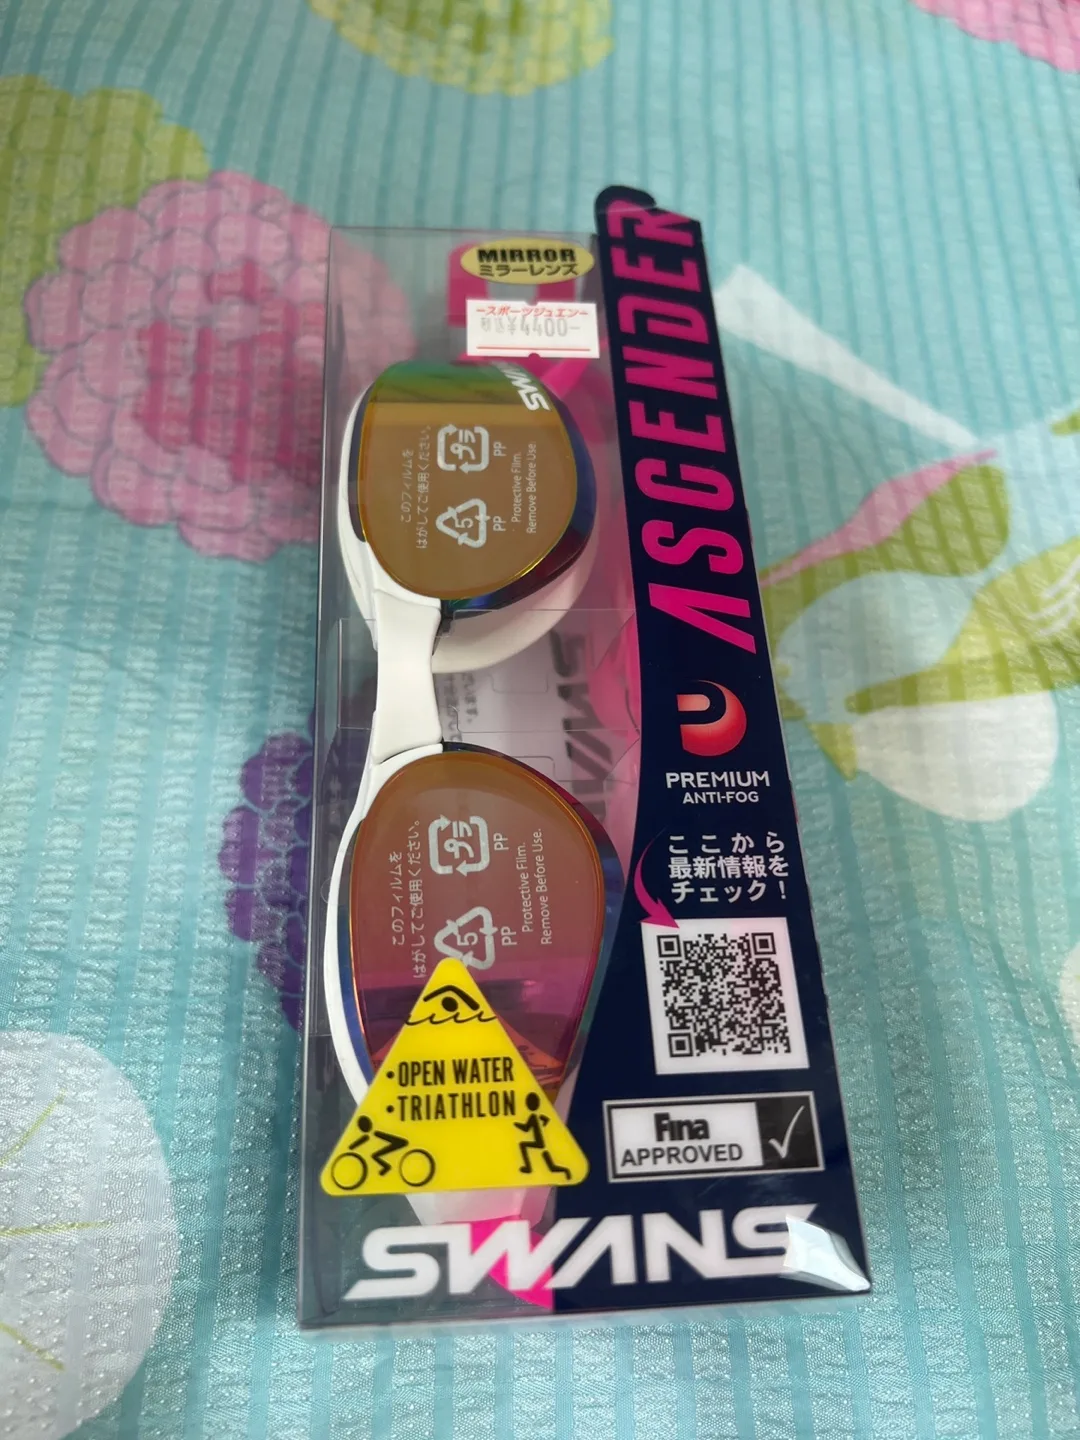 MIRROR
ミラーレンズ
ースポーツジュエンー
税込¥4400-
ASCENDER
SWANS
このフィルムを
はがしてご使用ください。
プラ
PP
5
PP
Protective Film.
Remove Before Use.
このフィルムを
はがしてご使用ください。
プラ
PP
5
PP
Protective Film.
Remove Before Use.
SWANS
PREMIUM
ANTI-FOG
ここから
最新情報を
チェック!
・OPEN WATER
・TRIATHLON
Fina
APPROVED
SWANS